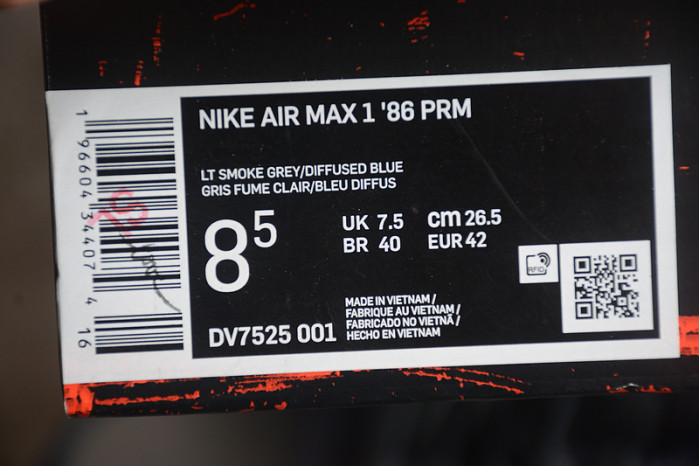 NIKE AIR MAX 1 '86 PRM
LT SMOKE GREY/DIFFUSED BLUE
GRIS FUME CLAIR/BLEU DIFFUS
8 5
UK 7.5 cm 26.5
BR 40 EUR 42
RFID
MADE IN VIETNAM /
FABRIQUE AU VIETNAM /
FABRICADO NO VIETNÃ /
HECHO EN VIETNAM
DV7525 001
1 96604 34407 4 16